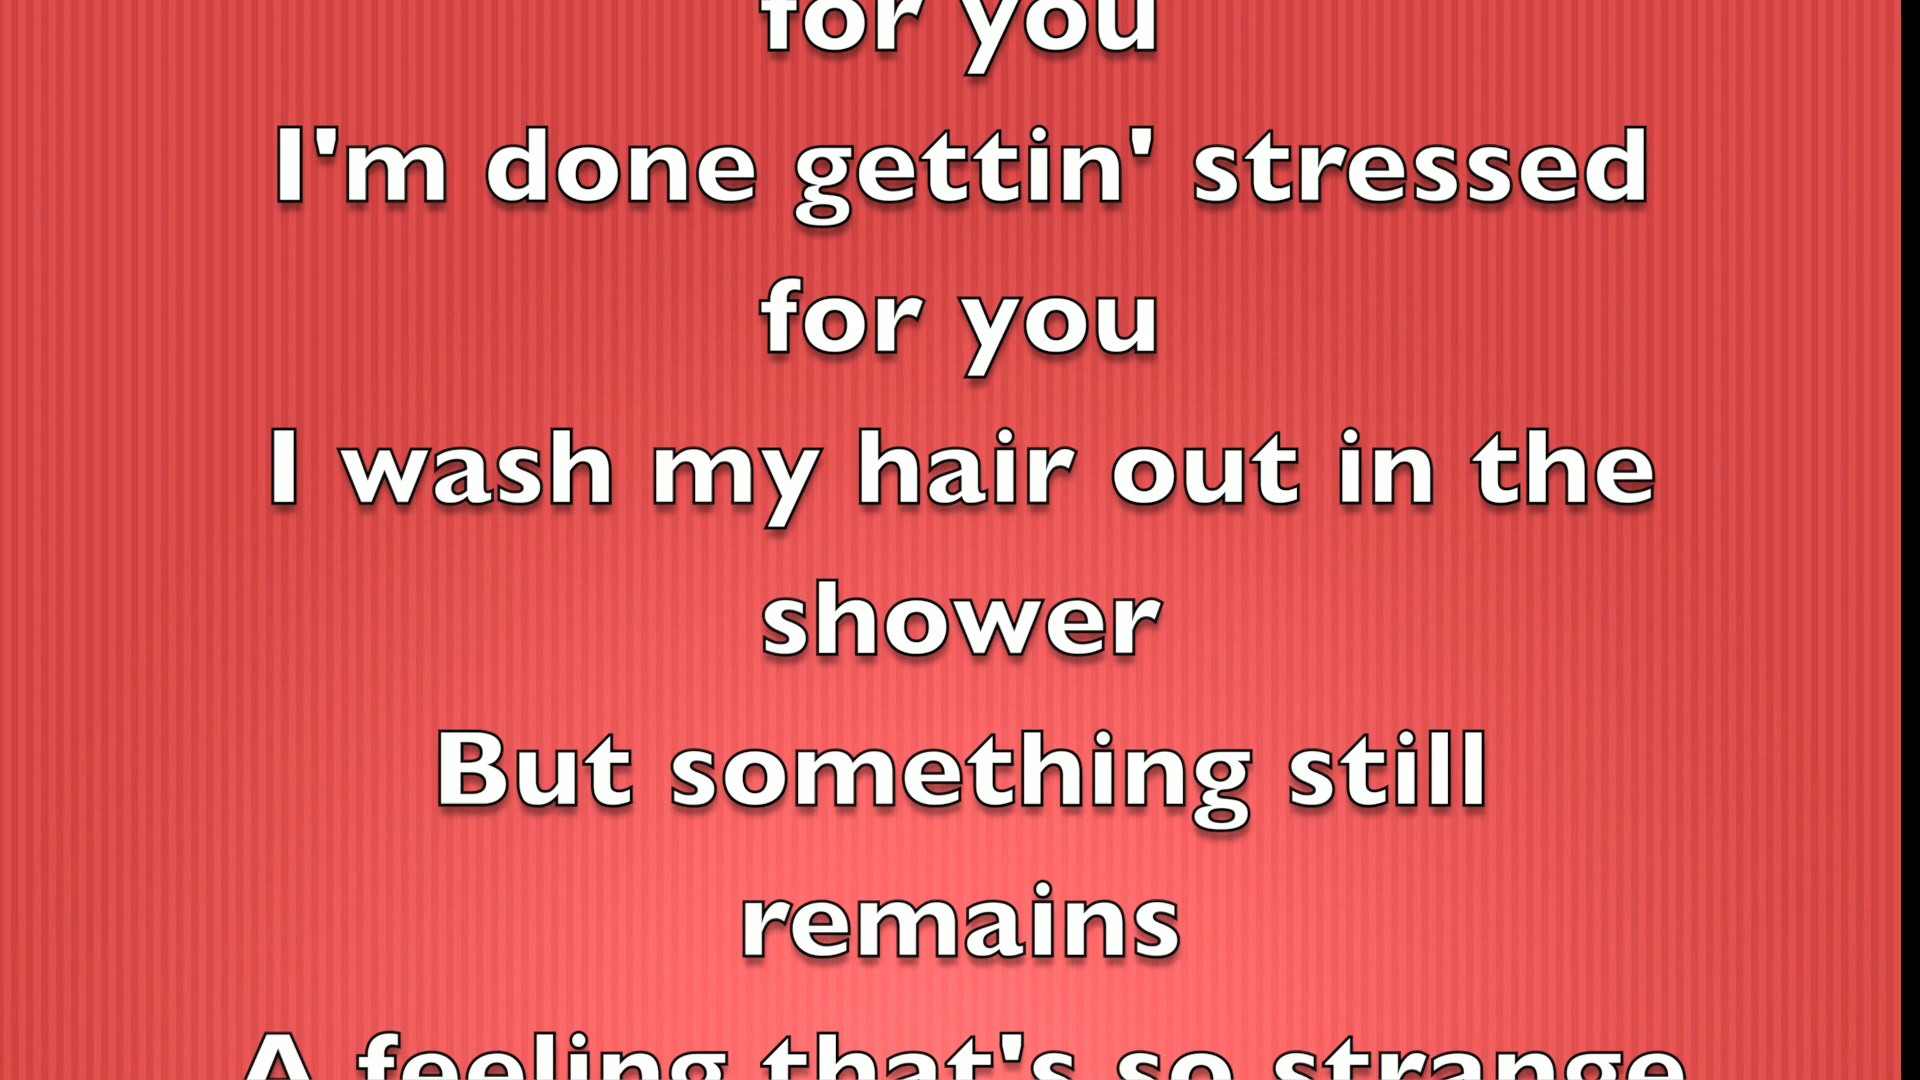 for you
I'm done gettin' stressed
for you
I wash my hair out in the
shower
But something still
remains
A feeling that's so strange